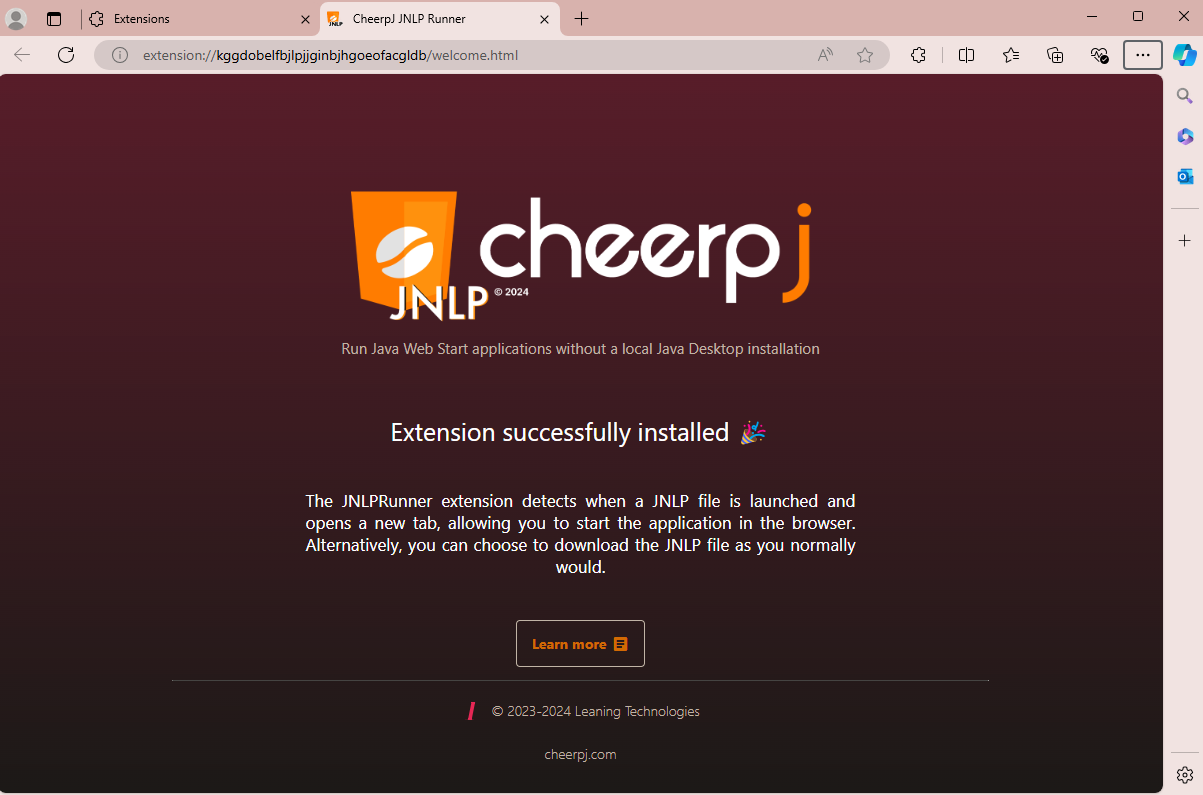 Extensions
CheerpJ JNLP Runner
extension://kggdobelfbjlpjjginbjhgoeofacgldb/welcome.html
cheerpj
JNLP © 2024
Run Java Web Start applications without a local Java Desktop installation
Extension successfully installed 🎉
The JNLPRunner extension detects when a JNLP file is launched and
opens a new tab, allowing you to start the application in the browser.
Alternatively, you can choose to download the JNLP file as you normally
would.
Learn more
© 2023-2024 Leaning Technologies
cheerpj.com